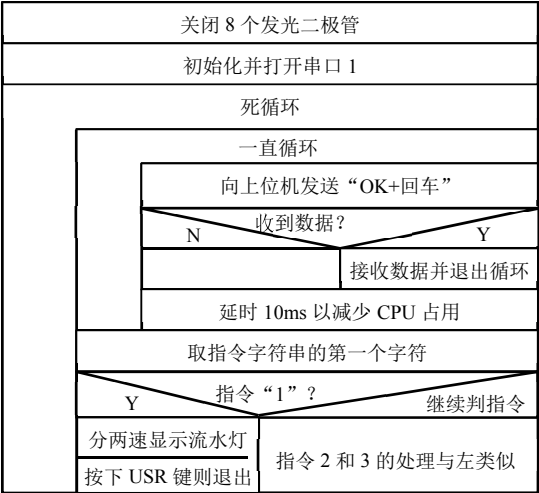 关闭 8 个发光二极管
初始化并打开串口 1
死循环
一直循环
向上位机发送“OK+回车”
收到数据？
N
Y
接收数据并退出循环
延时 10ms 以减少 CPU 占用
取指令字符串的第一个字符
指令“1”？
Y
继续判指令
分两速显示流水灯
按下 USR 键则退出
指令 2 和 3 的处理与左类似